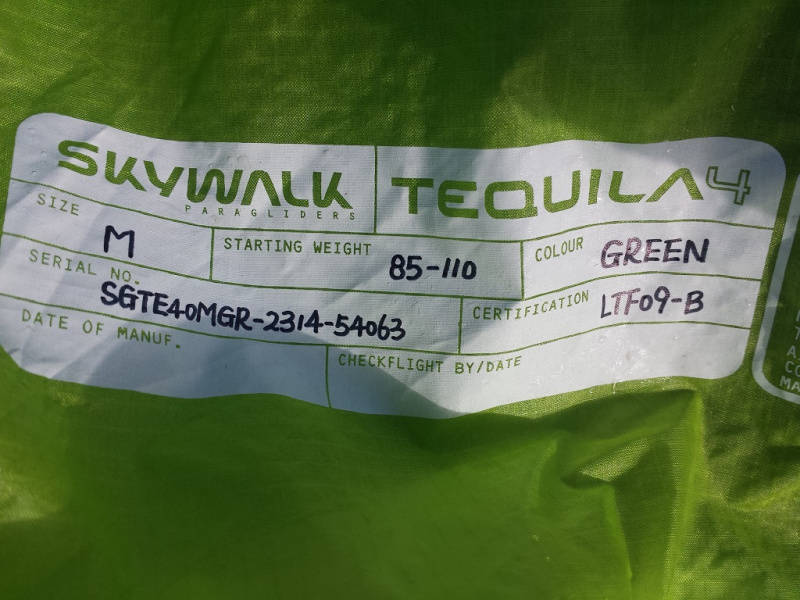 SKYWALK TEQUILA4
PARAGLIDERS
SIZE M
STARTING WEIGHT 85-110
COLOUR GREEN
SERIAL NO. SGTE40MGR-2314-54063
CERTIFICATION LTF09-B
DATE OF MANUF.
CHECKFLIGHT BY/DATE